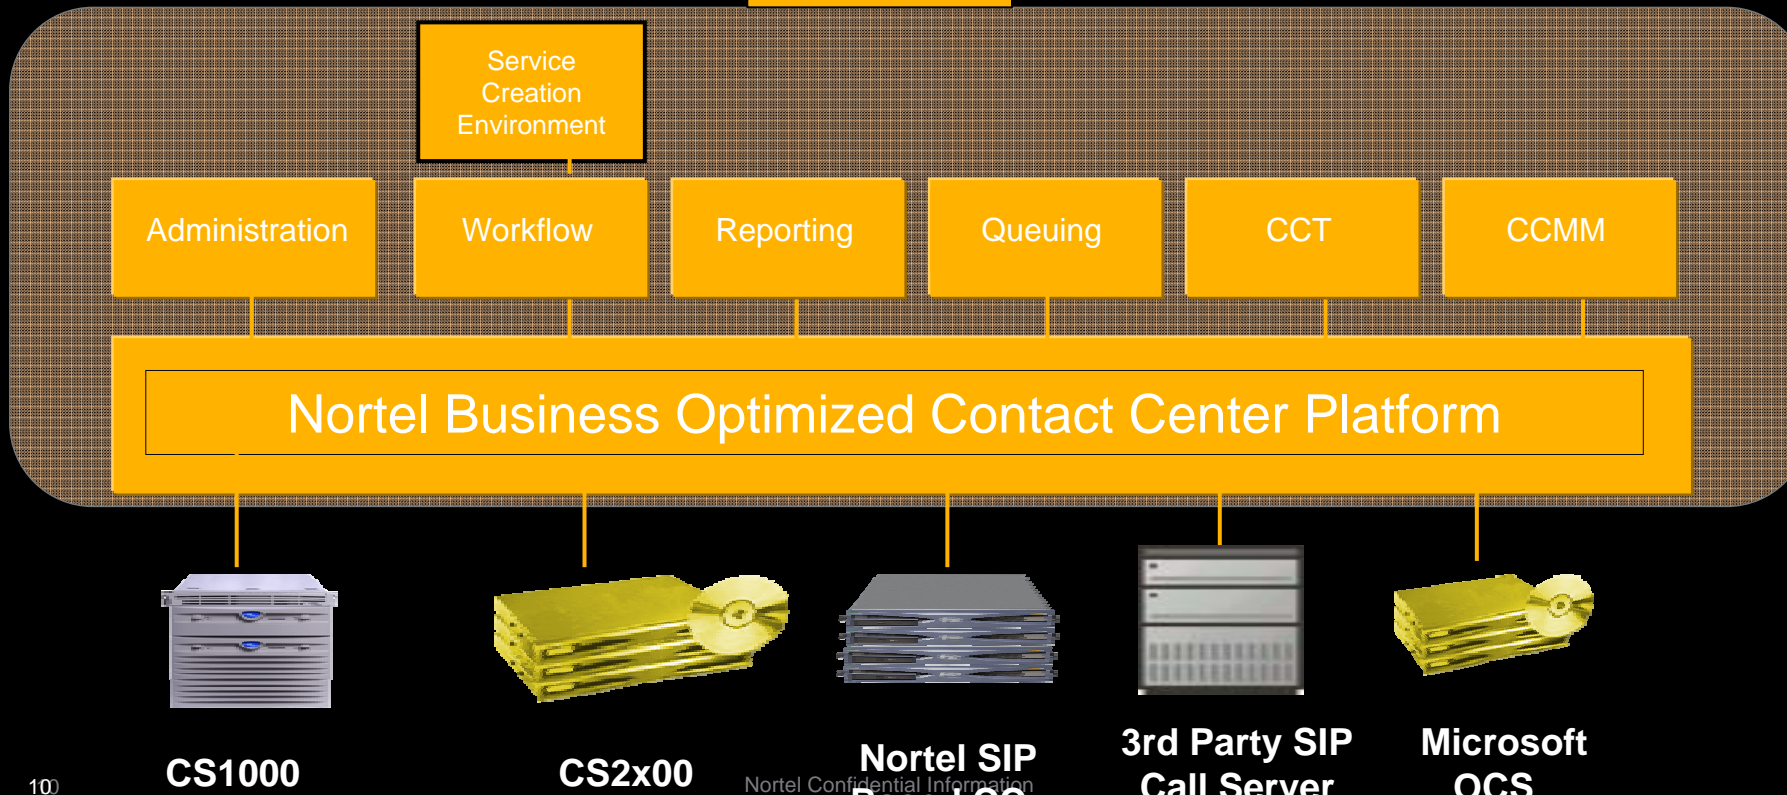 Service
Creation
Environment
Administration
Workflow
Reporting
Queuing
CCT
CCMM
Nortel Business Optimized Contact Center Platform
CS1000
CS2x00
Nortel SIP
3rd Party SIP
Call Server
Microsoft
OCS
10
Nortel Confidential Information